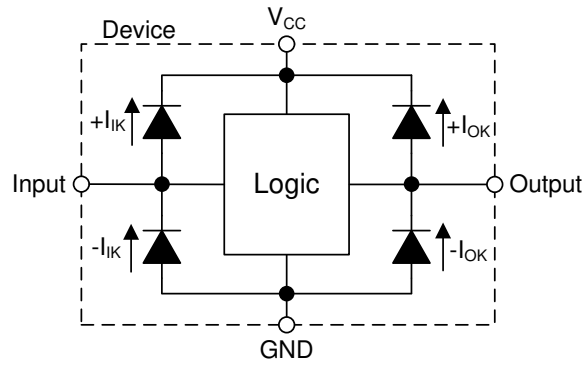 Device
VCC
+IIK
+IOK
Input
Logic
Output
-IIK
-IOK
GND